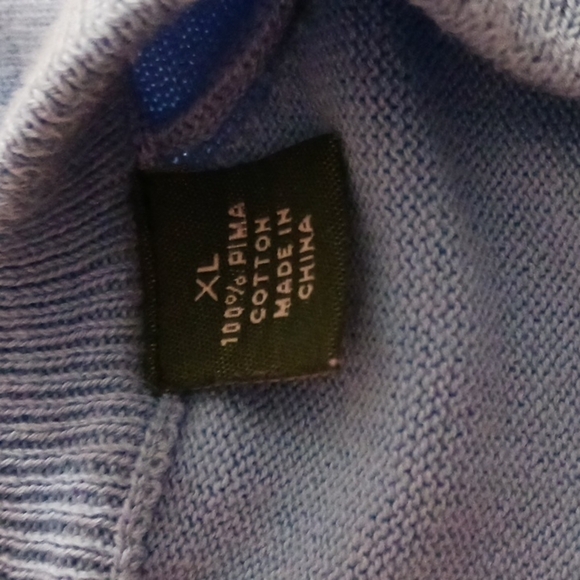 XL
100% PIMA
COTTON
MADE IN
CHINA